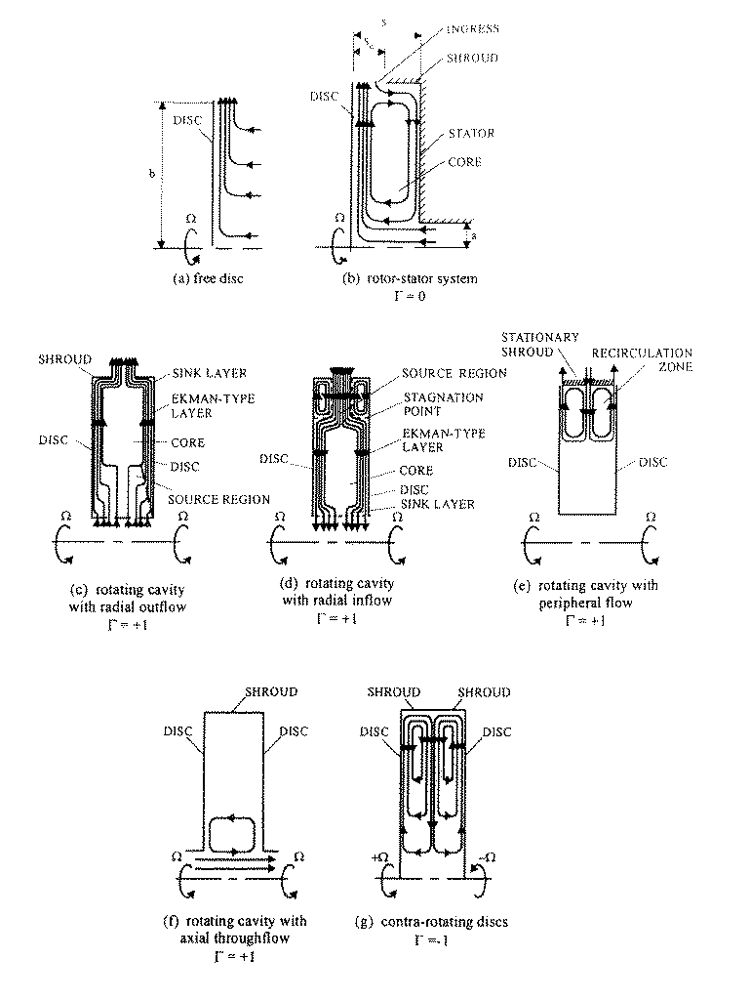 S
INGRESS
S꜀
SHROUD
DISC
DISC
b
STATOR
CORE
Ω
Ω
a
(a) free disc
(b) rotor-stator system
Γ = 0
STATIONARY
SHROUD
RECIRCULATION
ZONE
SHROUD
SINK LAYER
EKMAN-TYPE
LAYER
DISC
CORE
DISC
SOURCE REGION
Ω
Ω
SOURCE REGION
STAGNATION
POINT
EKMAN-TYPE
LAYER
DISC
CORE
DISC
SINK LAYER
Ω
Ω
DISC
DISC
Ω
Ω
(c) rotating cavity
with radial outflow
Γ = +1
(d) rotating cavity
with radial inflow
Γ = +1
(e) rotating cavity with
peripheral flow
Γ = +1
SHROUD
DISC
DISC
Ω
Ω
(f) rotating cavity with
axial throughflow
Γ = +1
SHROUD
SHROUD
DISC
DISC
+Ω
-Ω
(g) contra-rotating discs
Γ =-1